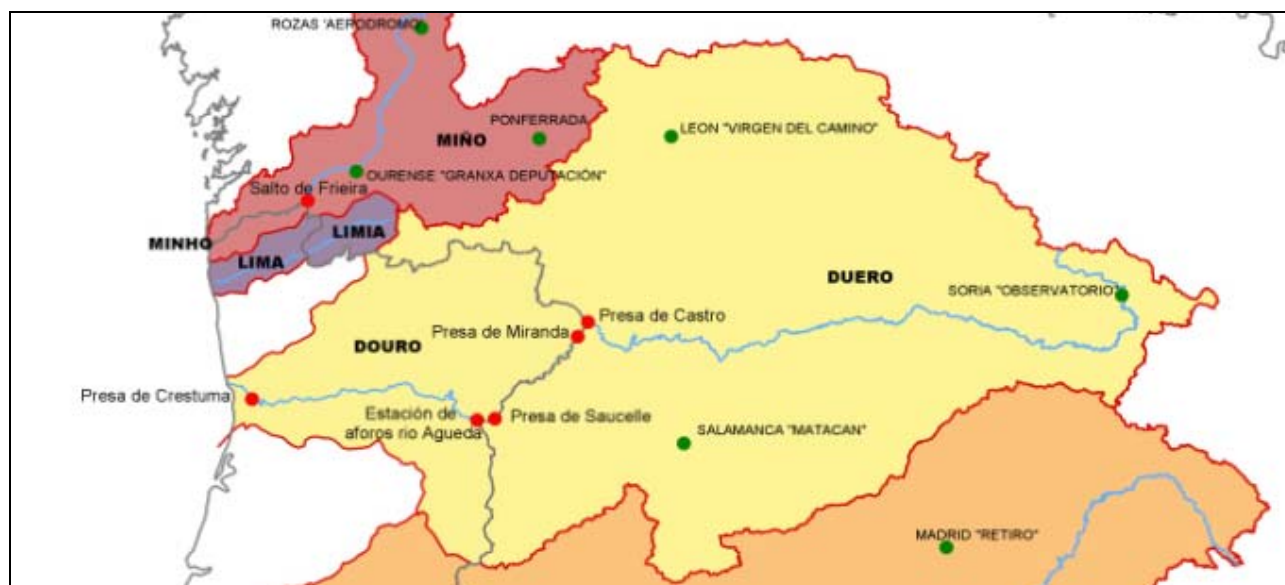 ROZAS 'AERODROMO'
PONFERRADA
LEON "VIRGEN DEL CAMINO"
MIÑO
OURENSE "GRANXA DEPUTACIÓN"
Salto de Frieira
MINHO
LIMIA
LIMA
DUERO
SORIA "OBSERVATORIO"
Presa de Castro
Presa de Miranda
DOURO
Presa de Crestuma
Estación de
aforos rio Agueda
Presa de Saucelle
SALAMANCA "MATACAN"
MADRID "RETIRO"